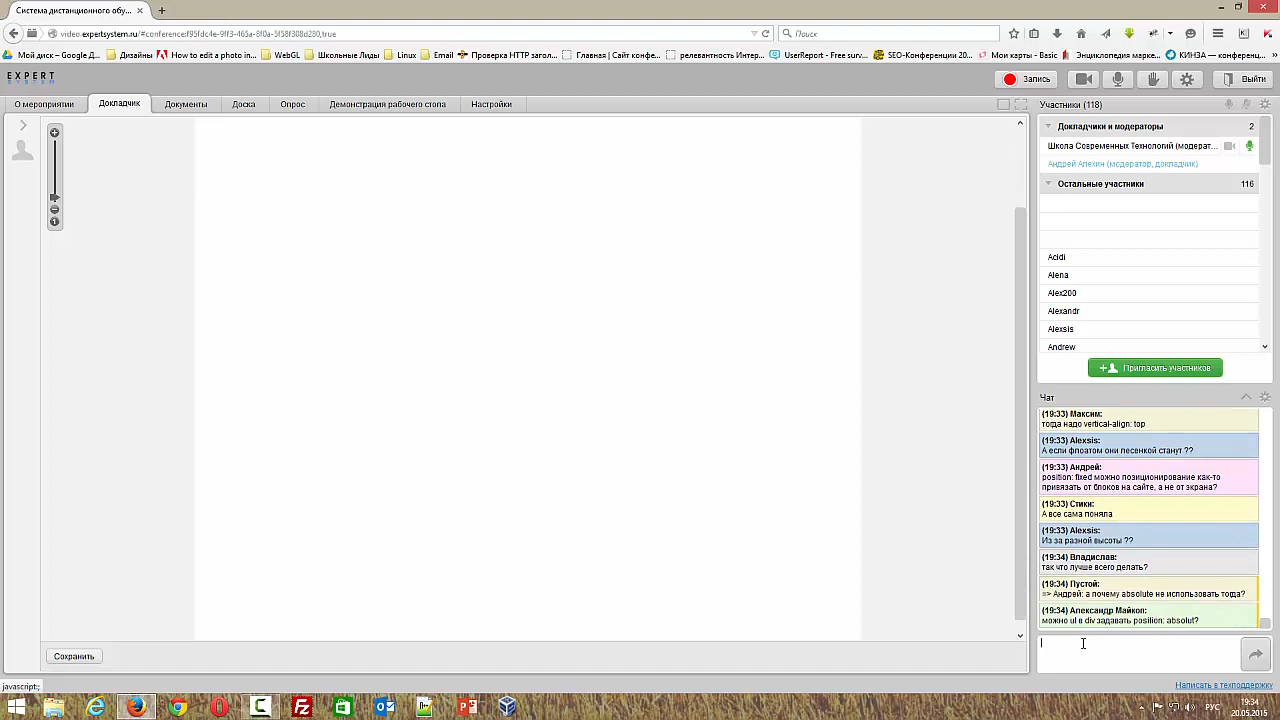 Система дистанционного обу...
video.expertsystem.ru/#conference:f95fdc4e-9ff3-465a-8f0a-5f58f308d280,true
Поиск
Мой диск – Google Д...
Дизайны
How to edit a photo in...
WebGL
Школьные Лиды
Linux
Email
Проверка HTTP загол...
Главная | Сайт конфе...
релевантность Интер...
UserReport - Free surv...
SEO-Конференции 20...
Мои карты - Basic
Энциклопедия марке...
КИНЗА — конференц...
EXPERT
SYSTEM
Запись
Выйти
О мероприятии
Докладчик
Документы
Доска
Опрос
Демонстрация рабочего стола
Настройки
Участники (118)
Докладчики и модераторы 2
Школа Современных Технологий (модерат...
Андрей Алехин (модератор, докладчик)
Остальные участники 116
Acidi
Alena
Alex200
Alexandr
Alexsis
Andrew
Пригласить участников
Чат
(19:33) Максим:
тогда надо vertical-align: top
(19:33) Alexsis:
А если флоатом они лесенкой станут ??
(19:33) Андрей:
position: fixed можно позиционирование как-то
привязать от блоков на сайте, а не от экрана?
(19:33) Стики:
А все сама поняла
(19:33) Alexsis:
Из за разной высоты ??
(19:34) Владислав:
так что лучше всего делать?
(19:34) Пустой:
=> Андрей: а почему absolute не использовать тогда?
(19:34) Александр Майкоп:
можно ul в div задавать position: absolut?
Сохранить
Написать в техподдержку
javascript:;
РУС
19:34
20.05.2015